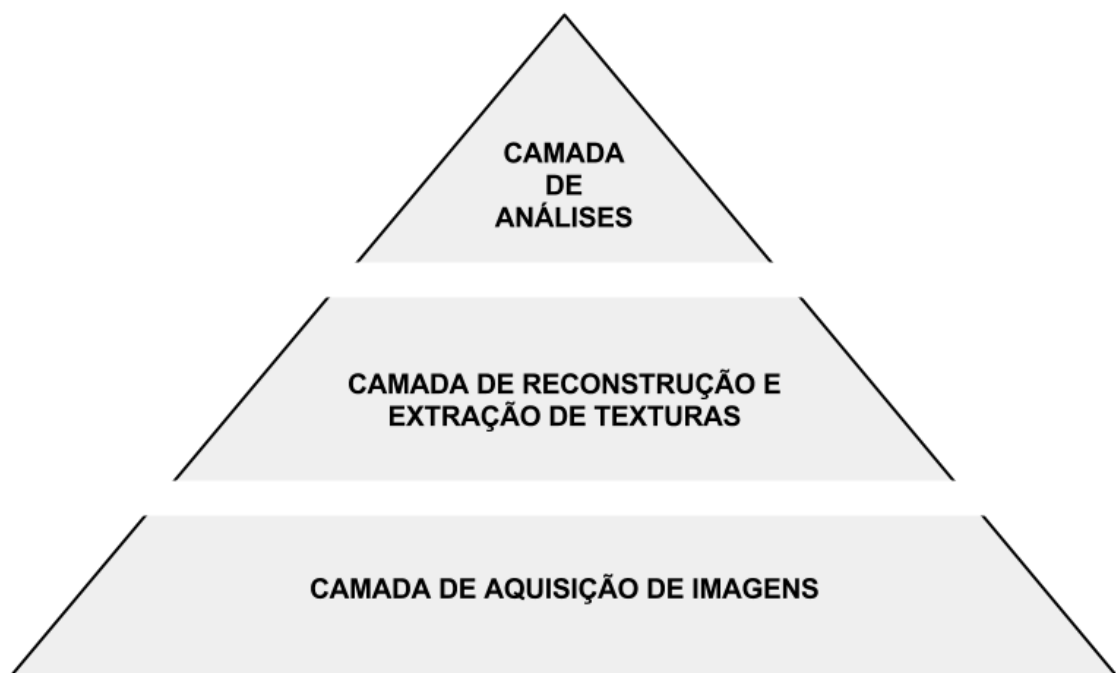 CAMADA
DE
ANÁLISES
CAMADA DE RECONSTRUÇÃO E
EXTRAÇÃO DE TEXTURAS
CAMADA DE AQUISIÇÃO DE IMAGENS